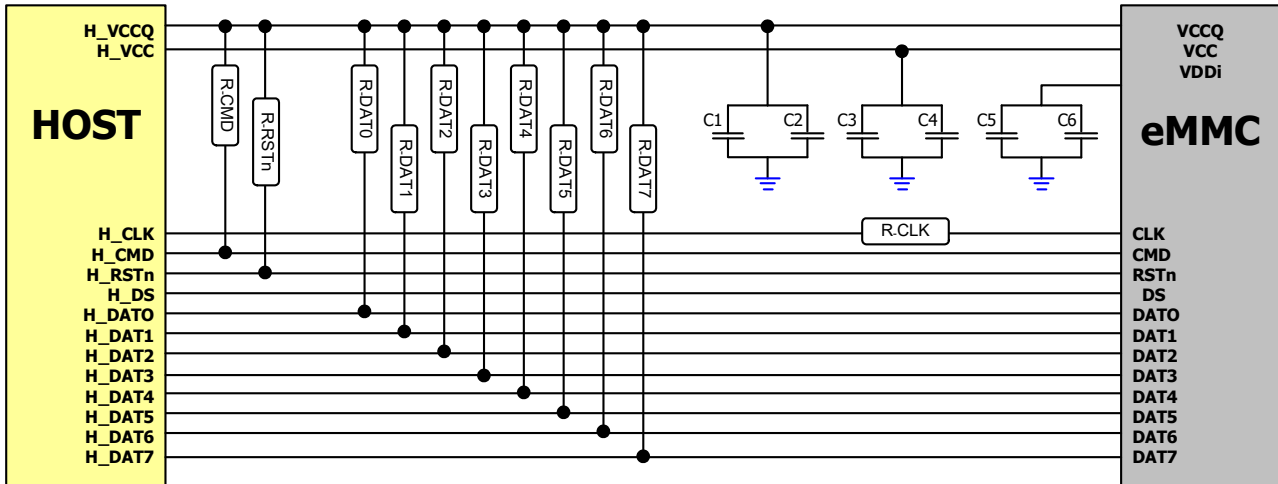 H_VCCQ
H_VCC
HOST
H_CLK
H_CMD
H_RSTn
H_DS
H_DAT0
H_DAT1
H_DAT2
H_DAT3
H_DAT4
H_DAT5
H_DAT6
H_DAT7
R.CMD
R.RSTn
R.DAT0
R.DAT1
R.DAT2
R.DAT3
R.DAT4
R.DAT5
R.DAT6
R.DAT7
C1
C2
C3
C4
C5
C6
R.CLK
VCCQ
VCC
VDDi
eMMC
CLK
CMD
RSTn
DS
DAT0
DAT1
DAT2
DAT3
DAT4
DAT5
DAT6
DAT7